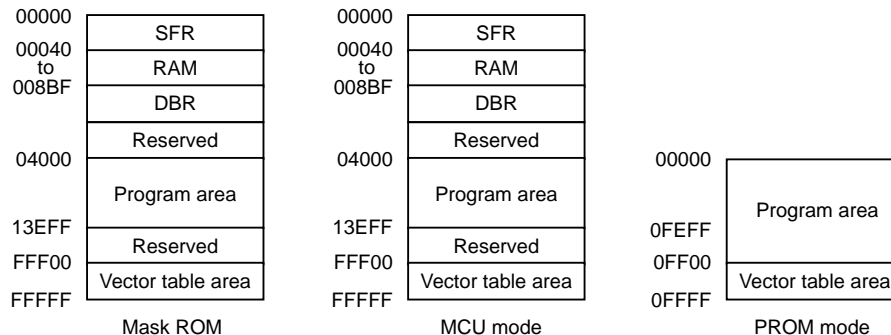 00000
SFR
00040
to
008BF
RAM
DBR
Reserved
04000
Program area
13EFF
Reserved
FFF00
Vector table area
FFFFF
Mask ROM
00000
SFR
00040
to
008BF
RAM
DBR
Reserved
04000
Program area
13EFF
Reserved
FFF00
Vector table area
FFFFF
MCU mode
00000
Program area
0FEFF
0FF00
Vector table area
0FFFF
PROM mode